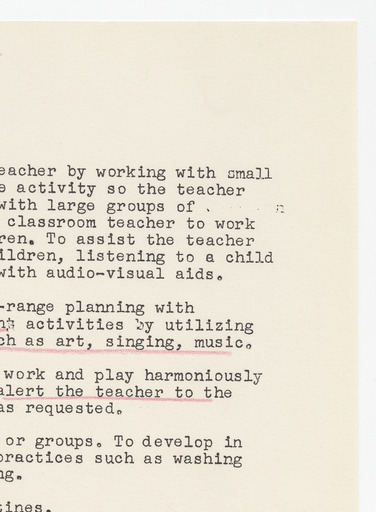 eacher by working with small
e activity so the teacher
with large groups of
classroom teacher to work
ren. To assist the teacher
ildren, listening to a child
with audio-visual aids.
-range planning with
activities by utilizing
ch as art, singing, music.
work and play harmoniously
alert the teacher to the
as requested.
or groups. To develop in
practices such as washing
ng.
tines.